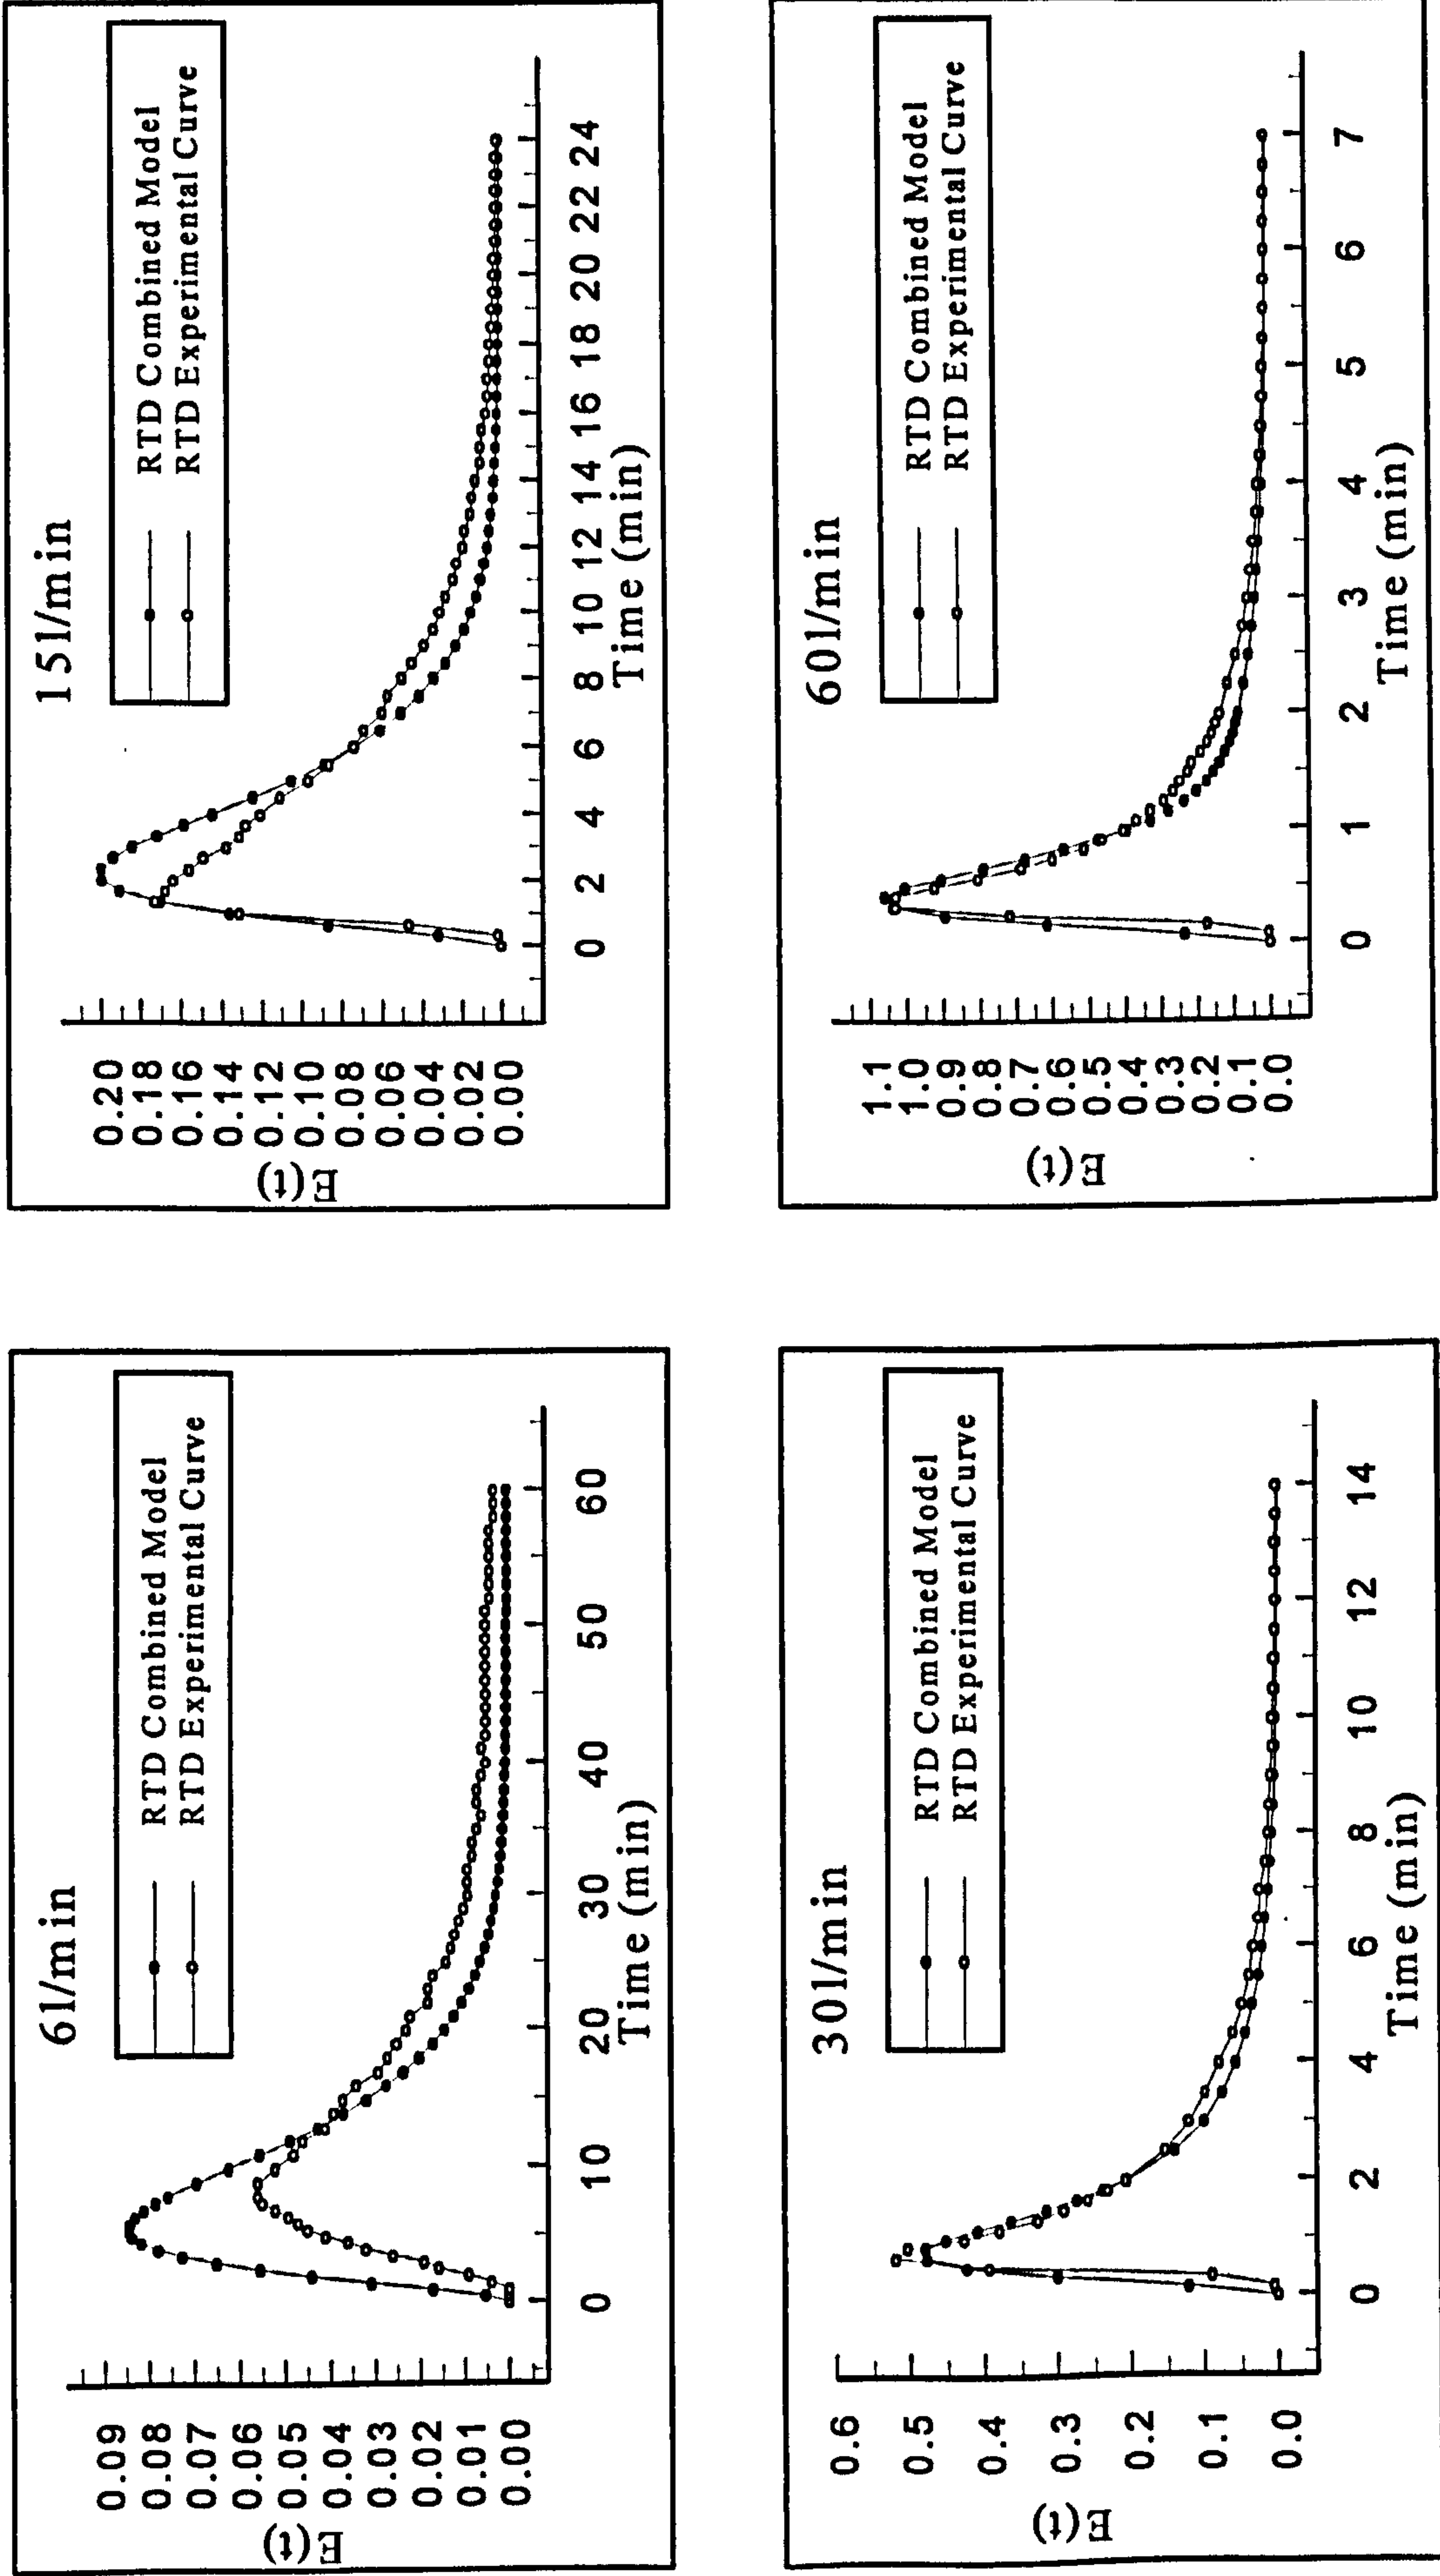 6l/min
RTD Combined Model
RTD Experimental Curve
E(t)
0.09
0.08
0.07
0.06
0.05
0.04
0.03
0.02
0.01
0.00
0 10 20 30 40 50 60
Time (min)
15l/min
RTD Combined Model
RTD Experimental Curve
E(t)
0.20
0.18
0.16
0.14
0.12
0.10
0.08
0.06
0.04
0.02
0.00
0 2 4 6 8 10 12 14 16 18 20 22 24
Time (min)
30l/min
RTD Combined Model
RTD Experimental Curve
E(t)
0.6
0.5
0.4
0.3
0.2
0.1
0.0
0 2 4 6 8 10 12 14
Time (min)
60l/min
RTD Combined Model
RTD Experimental Curve
E(t)
1.1
1.0
0.9
0.8
0.7
0.6
0.5
0.4
0.3
0.2
0.1
0.0
0 1 2 3 4 5 6 7
Time (min)